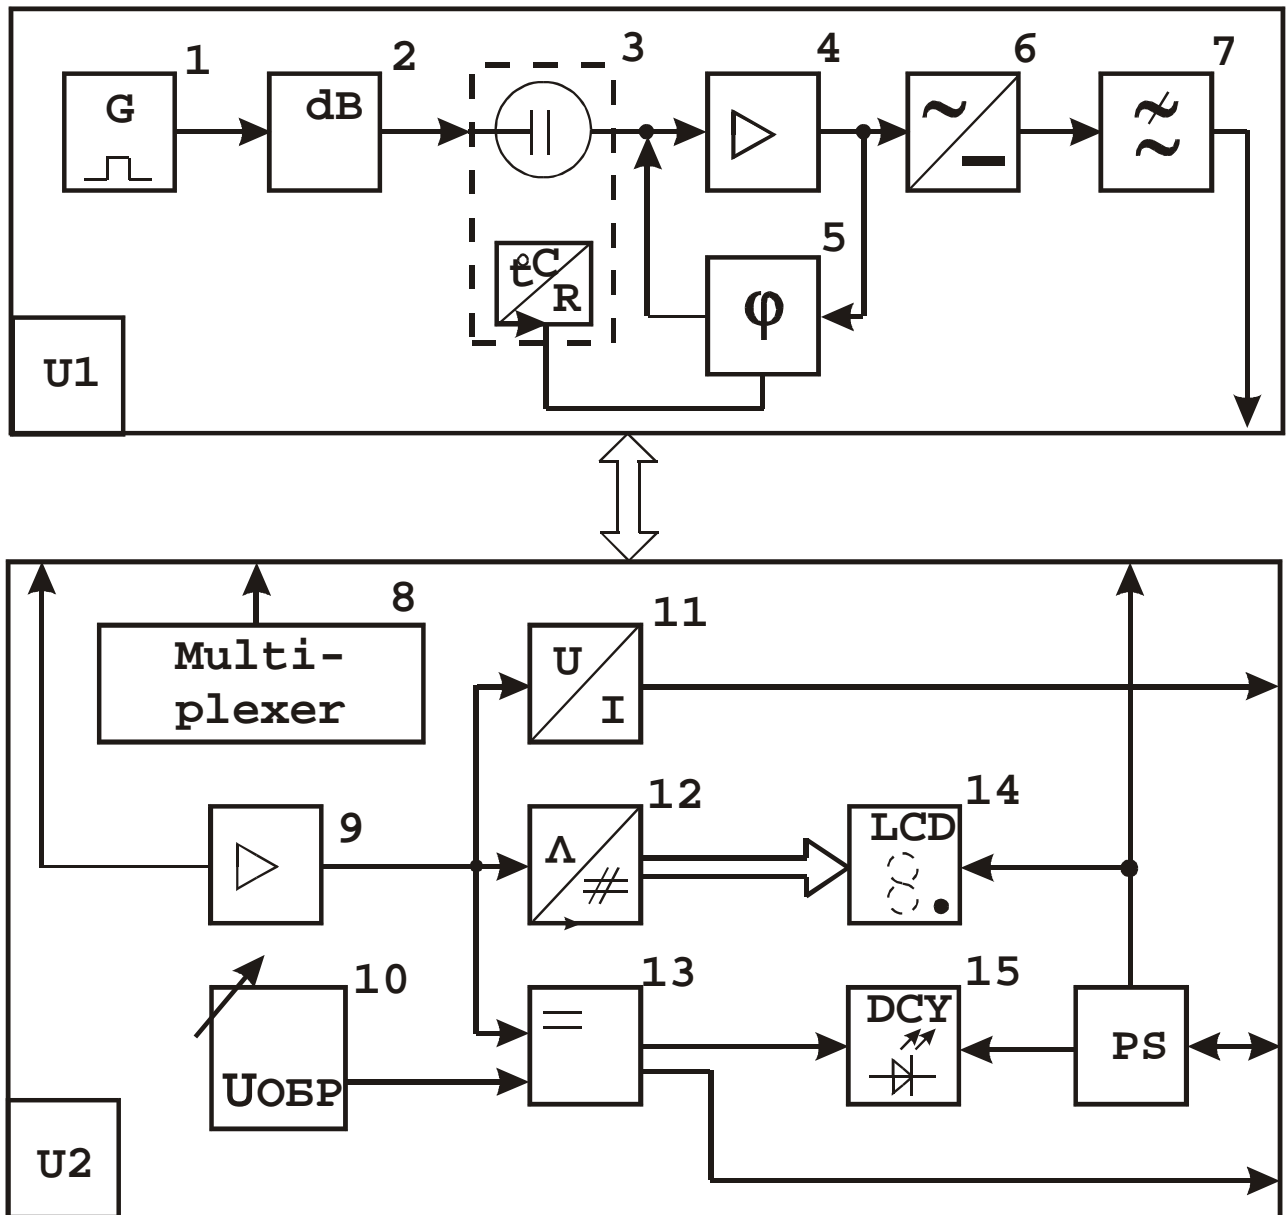 1
2
3
4
6
7
G
dB
5
t°C
R
φ
U1
8
Multi-
plexer
11
U
I
9
12
Λ
#
14
LCD
10
UОБР
13
=
15
DCY
PS
U2